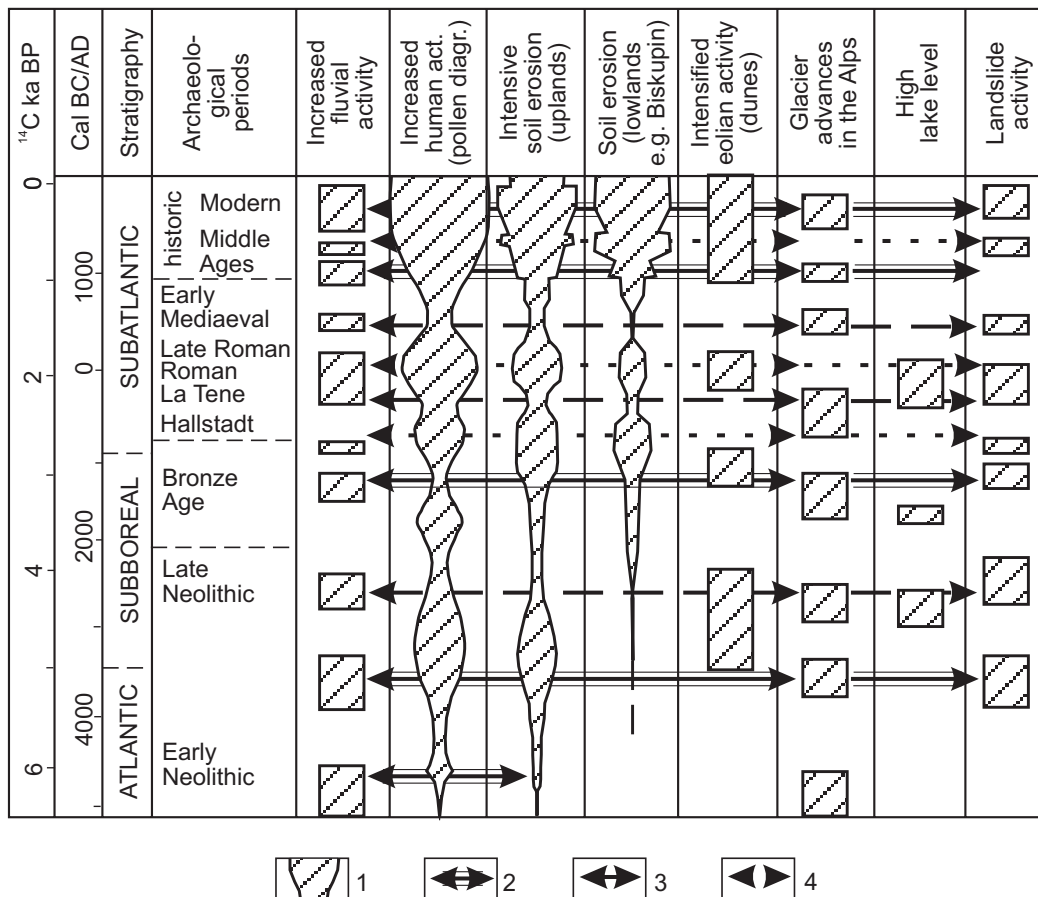 ¹⁴C ka BP
Cal BC/AD
Stratigraphy
Archaeolo-
gical
periods
Increased
fluvial
activity
Increased
human act.
(pollen diagr.)
Intensive
soil erosion
(uplands)
Soil erosion
(lowlands
e.g. Biskupin)
Intensified
eolian activity
(dunes)
Glacier
advances
in the Alps
High
lake level
Landslide
activity
0
2
4
6
1000
0
2000
4000
SUBATLANTIC
SUBBOREAL
ATLANTIC
historic
Modern
Middle
Ages
Early
Mediaeval
Late Roman
Roman
La Tene
Hallstadt
Bronze
Age
Late
Neolithic
Early
Neolithic
1
2
3
4